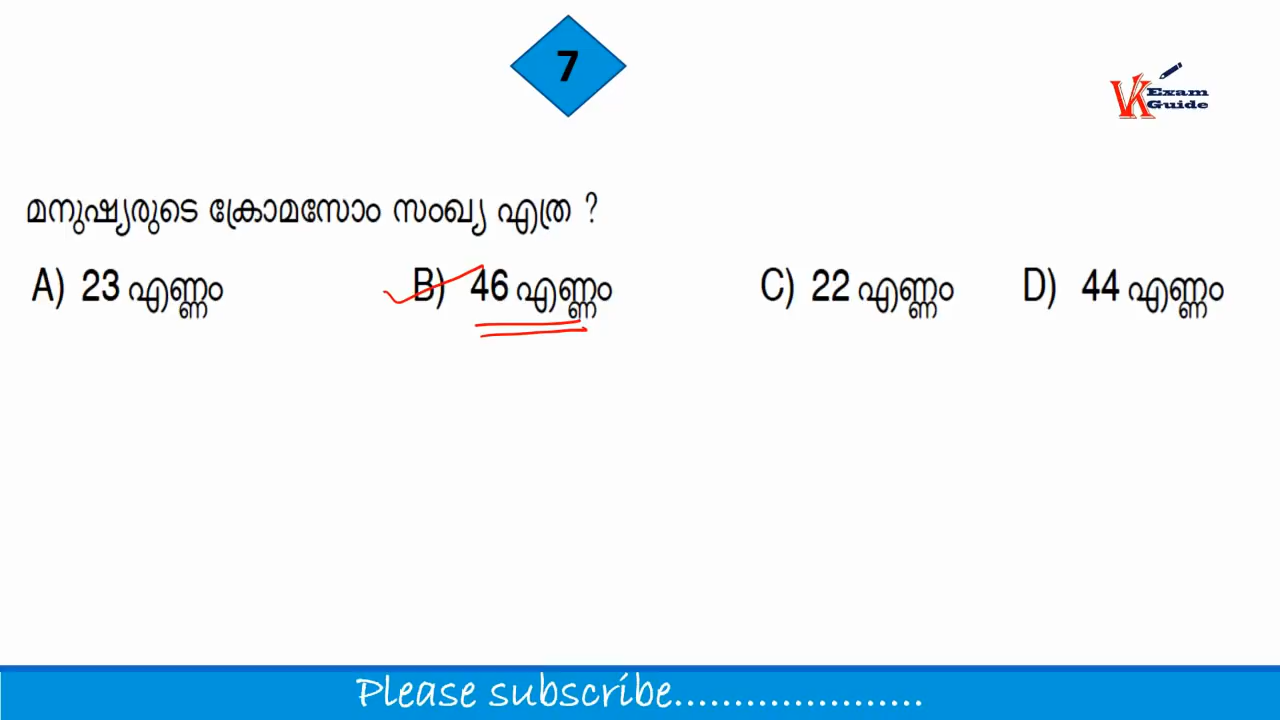 7
VK Exam Guide
മനുഷ്യരുടെ ക്രോമസോം സംഖ്യ എത്ര ?
A) 23 എണ്ണം B) 46 എണ്ണം C) 22 എണ്ണം D) 44 എണ്ണം
Please subscribe.....................